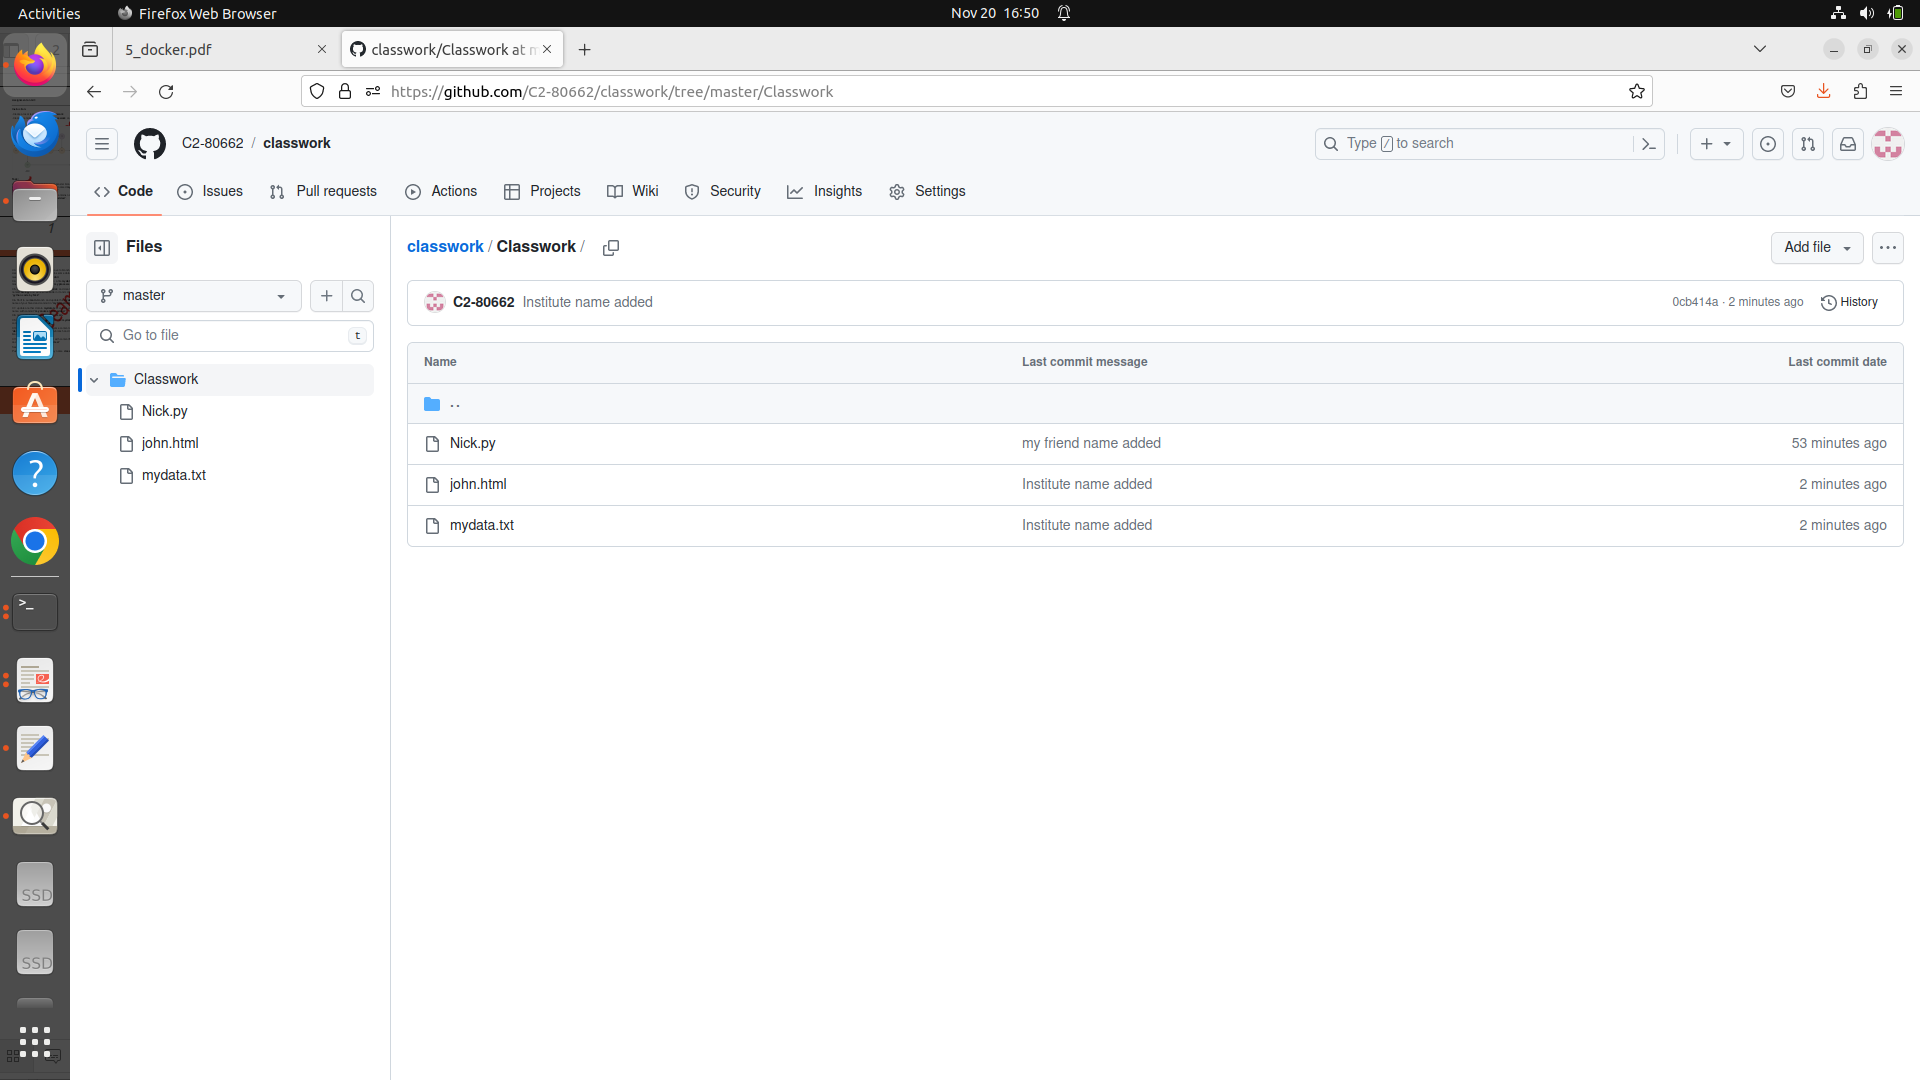 Activities Firefox Web Browser Nov 20 16:50
5_docker.pdf classwork/Classwork at m
https://github.com/C2-80662/classwork/tree/master/Classwork
C2-80662 / classwork Type / to search
Code Issues Pull requests Actions Projects Wiki Security Insights Settings
Files classwork / Classwork / Add file
master C2-80662 Institute name added 0cb414a · 2 minutes ago History
Go to file t
Name Last commit message Last commit date
Classwork
..
Nick.py
john.html
mydata.txt
Nick.py my friend name added 53 minutes ago
john.html Institute name added 2 minutes ago
mydata.txt Institute name added 2 minutes ago
SSD
SSD